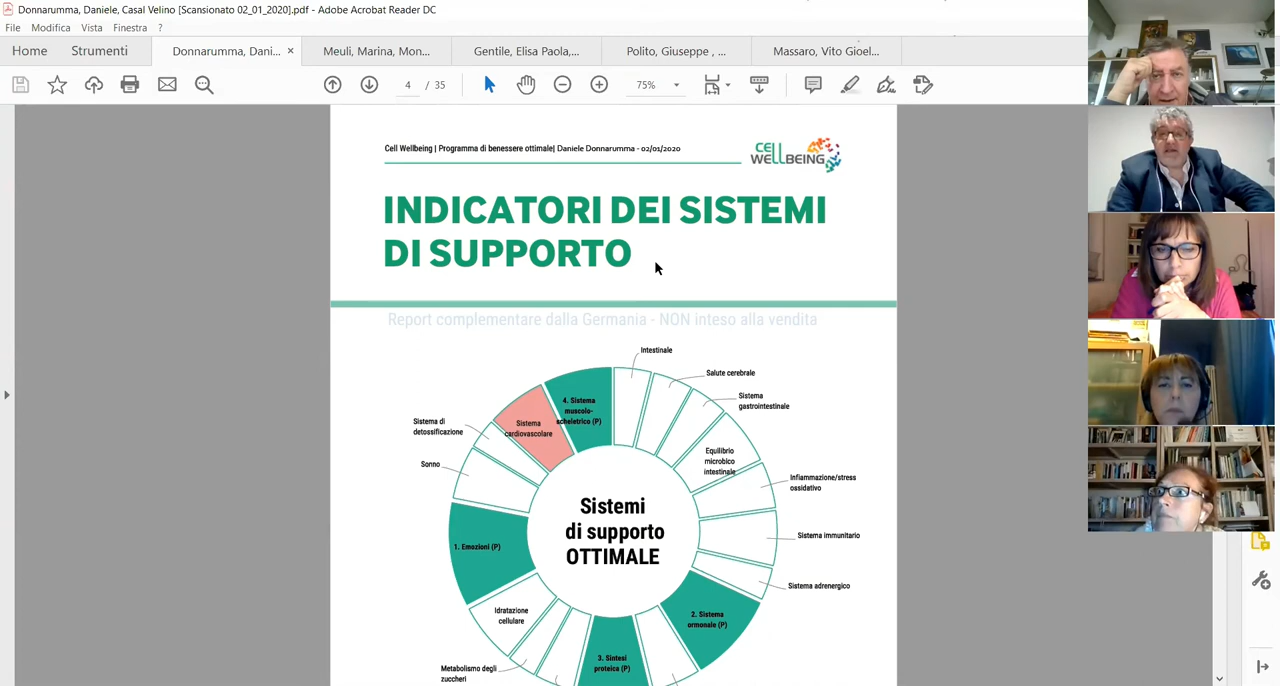 Donnarumma, Daniele, Casal Velino [Scansionato 02_01_2020].pdf - Adobe Acrobat Reader DC
File Modifica Vista Finestra ?
Home Strumenti Donnarumma, Dani... × Meuli, Marina, Mon... Gentile, Elisa Paola,... Polito, Giuseppe , ... Massaro, Vito Gioel...
4 / 35 75%
Cell Wellbeing | Programma di benessere ottimale| Daniele Donnarumma - 02/01/2020
CELL
WELLBEING
INDICATORI DEI SISTEMI
DI SUPPORTO
Report complementare dalla Germania - NON inteso alla vendita
Intestinale
Salute cerebrale
Sistema
gastrointestinale
4. Sistema
muscolo-
scheletrico (P)
Sistema
cardiovascolare
Sistema di
detossificazione
Equilibrio
microbico
intestinale
Sonno
Infiammazione/stress
ossidativo
Sistemi
di supporto
OTTIMALE
Sistema immunitario
1. Emozioni (P)
Sistema adrenergico
Idratazione
cellulare
2. Sistema
ormonale (P)
3. Sintesi
proteica (P)
Metabolismo degli
zuccheri